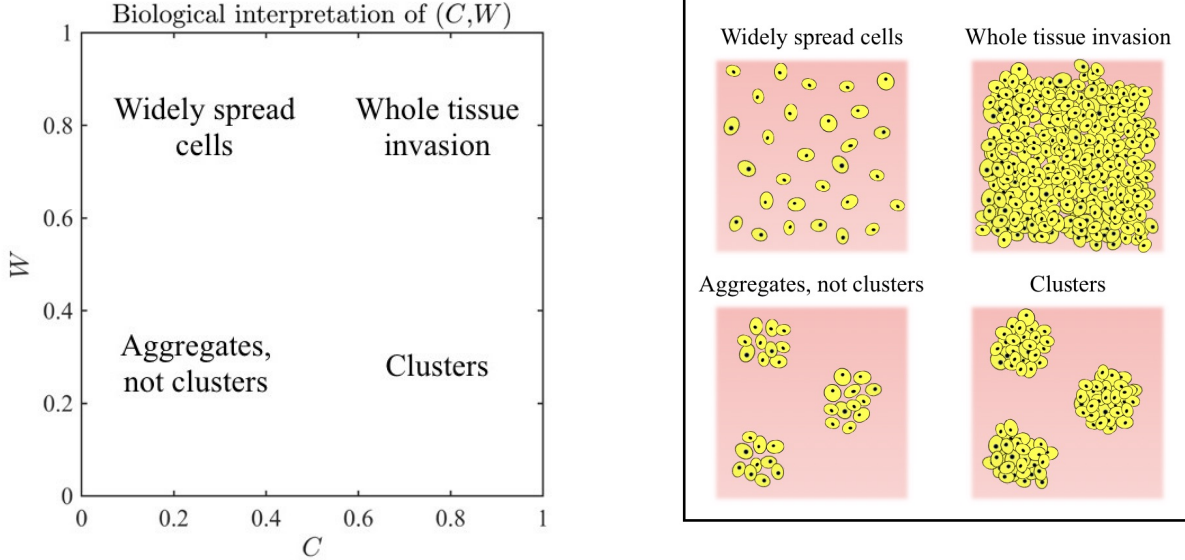 Biological interpretation of (C,W)
1
0.8
0.6
0.4
0.2
0
W
Widely spread
cells
Whole tissue
invasion
Aggregates,
not clusters
Clusters
0
0.2
0.4
0.6
0.8
1
C
Widely spread cells
Whole tissue invasion
Aggregates, not clusters
Clusters